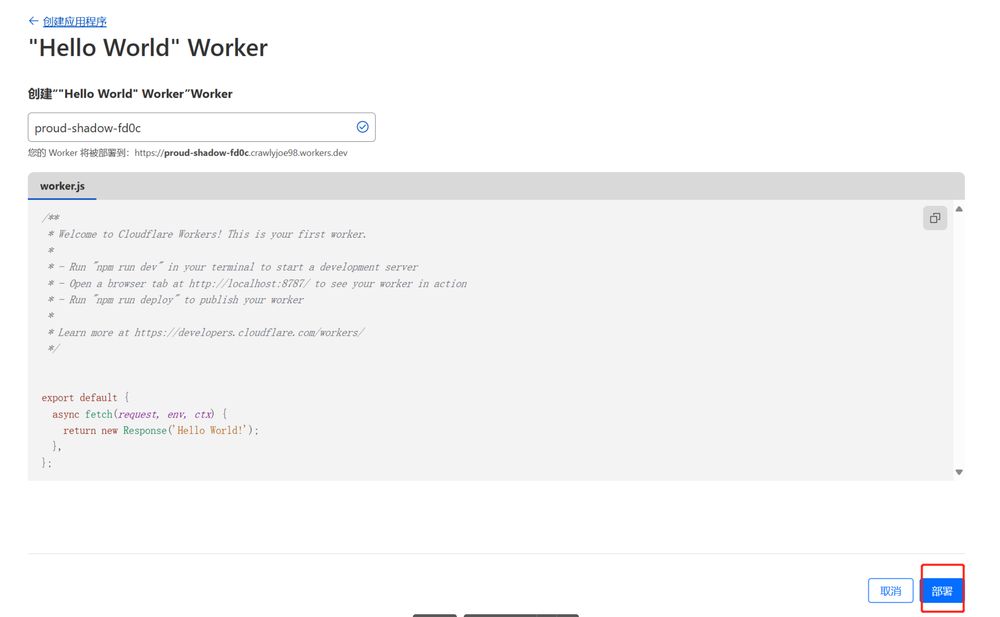 ← 创建应用程序
"Hello World" Worker
创建“"Hello World" Worker”Worker
proud-shadow-fd0c
您的 Worker 将被部署到：https://proud-shadow-fd0c.crawlyjoe98.workers.dev
worker.js
/**
 * Welcome to Cloudflare Workers! This is your first worker.
 *
 * - Run "npm run dev" in your terminal to start a development server
 * - Open a browser tab at http://localhost:8787/ to see your worker in action
 * - Run "npm run deploy" to publish your worker
 *
 * Learn more at https://developers.cloudflare.com/workers/
 */
export default {
  async fetch(request, env, ctx) {
    return new Response('Hello World!');
  },
};
取消 部署